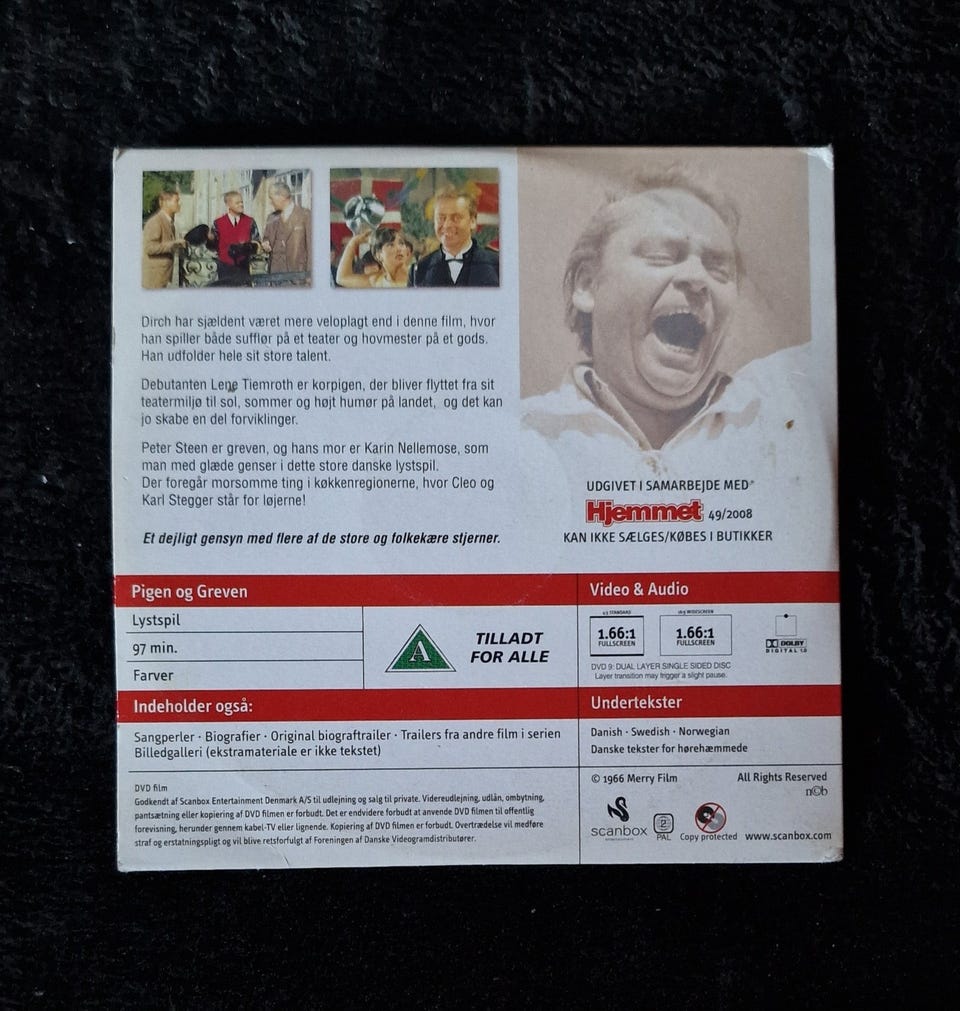 Dirch har sjældent været mere veloplagt end i denne film, hvor
han spiller både sufflør på et teater og hovmester på et gods.
Han udfolder hele sit store talent.
Debutanten Lene Tiemroth er korpigen, der bliver flyttet fra sit
teatermiljø til sol, sommer og højt humør på landet, og det kan
jo skabe en del forviklinger.
Peter Steen er greven, og hans mor er Karin Nellemose, som
man med glæde genser i dette store danske lystspil.
Der foregår morsomme ting i køkkenregionerne, hvor Cleo og
Karl Stegger står for løjerne!
Et dejligt gensyn med flere af de store og folkekære stjerner.
UDGIVET I SAMARBEJDE MED
Hjemmet 49/2008
KAN IKKE SÆLGES/KØBES I BUTIKKER
Pigen og Greven
Lystspil
97 min.
Farver
A
TILLADT
FOR ALLE
Video & Audio
4:3 STANDARD
1.66:1
FULLSCREEN
16:9 WIDESCREEN
1.66:1
FULLSCREEN
DOLBY
DIGITAL 1.0
DVD 9: DUAL LAYER SINGLE SIDED DISC
Layer transition may trigger a slight pause.
Indeholder også:
Sangperler · Biografier · Original biograftrailer · Trailers fra andre film i serien
Billedgalleri (ekstramateriale er ikke tekstet)
Undertekster
Danish · Swedish · Norwegian
Danske tekster for hørehæmmede
DVD film
Godkendt af Scanbox Entertainment Denmark A/S til udlejning og salg til private. Videreudlejning, udlån, ombytning,
pantsætning eller kopiering af DVD filmen er forbudt. Det er endvidere forbudt at anvende DVD filmen til offentlig
forevisning, herunder gennem kabel-TV eller lignende. Kopiering af DVD filmen er forbudt. Overtrædelse vil medføre
straf og erstatningspligt og vil blive retsforfulgt af Foreningen af Danske Videogramdistributører.
© 1966 Merry Film
All Rights Reserved
n©b
scanbox
entertainment
2
PAL
Copy protected
www.scanbox.com